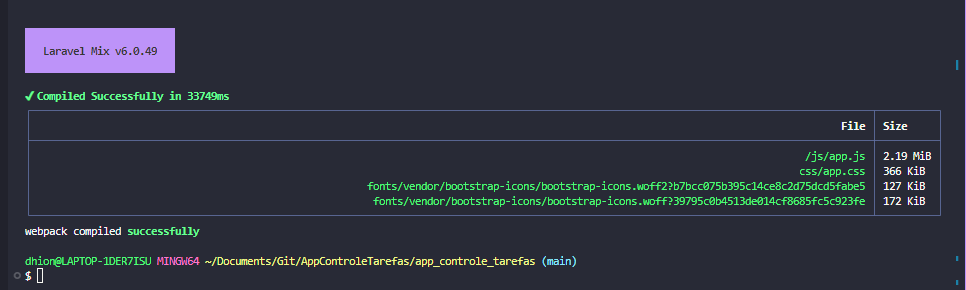 Laravel Mix v6.0.49
✔ Compiled Successfully in 33749ms
File Size
/js/app.js 2.19 MiB
css/app.css 366 KiB
fonts/vendor/bootstrap-icons/bootstrap-icons.woff2?b7bcc075b395c14ce8c2d75dcd5fabe5 127 KiB
fonts/vendor/bootstrap-icons/bootstrap-icons.woff?39795c0b4513de014cf8685fc5c923fe 172 KiB
webpack compiled successfully
dhion@LAPTOP-1DER7ISU MINGW64 ~/Documents/Git/AppControleTarefas/app_controle_tarefas (main)
$